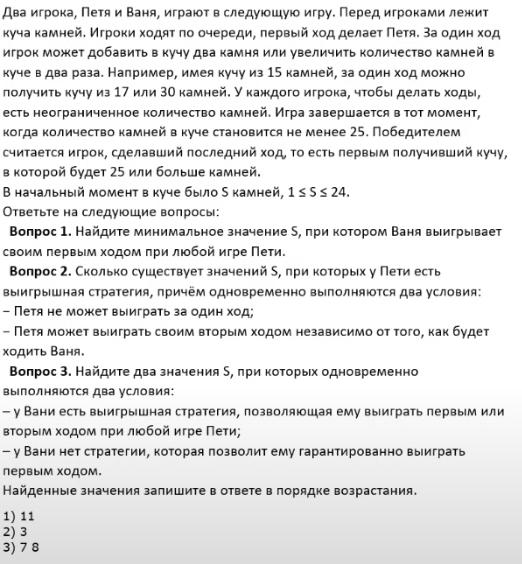 Два игрока, Петя и Ваня, играют в следующую игру. Перед игроками лежит
куча камней. Игроки ходят по очереди, первый ход делает Петя. За один ход
игрок может добавить в кучу два камня или увеличить количество камней в
куче в два раза. Например, имея кучу из 15 камней, за один ход можно
получить кучу из 17 или 30 камней. У каждого игрока, чтобы делать ходы,
есть неограниченное количество камней. Игра завершается в тот момент,
когда количество камней в куче становится не менее 25. Победителем
считается игрок, сделавший последний ход, то есть первым получивший кучу,
в которой будет 25 или больше камней.
В начальный момент в куче было S камней, 1 ≤ S ≤ 24.
Ответьте на следующие вопросы:
Вопрос 1. Найдите минимальное значение S, при котором Ваня выигрывает
своим первым ходом при любой игре Пети.
Вопрос 2. Сколько существует значений S, при которых у Пети есть
выигрышная стратегия, причём одновременно выполняются два условия:
− Петя не может выиграть за один ход;
− Петя может выиграть своим вторым ходом независимо от того, как будет
ходить Ваня.
Вопрос 3. Найдите два значения S, при которых одновременно
выполняются два условия:
– у Вани есть выигрышная стратегия, позволяющая ему выиграть первым или
вторым ходом при любой игре Пети;
– у Вани нет стратегии, которая позволит ему гарантированно выиграть
первым ходом.
Найденные значения запишите в ответе в порядке возрастания.
1) 11
2) 3
3) 7 8